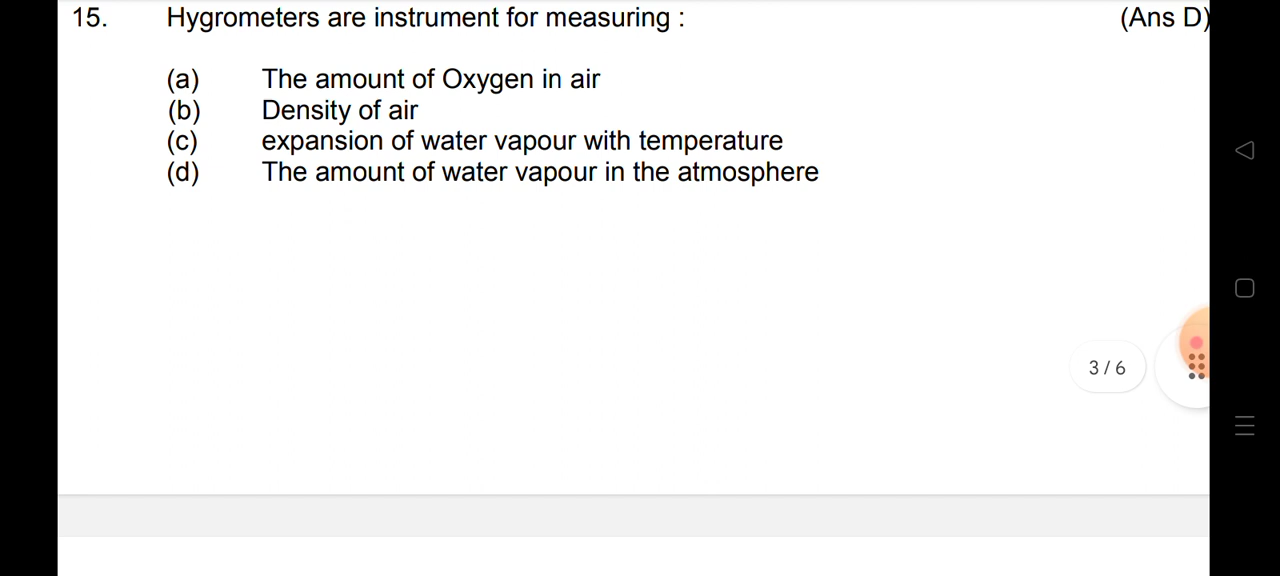 15. Hygrometers are instrument for measuring : (Ans D)
(a) The amount of Oxygen in air
(b) Density of air
(c) expansion of water vapour with temperature
(d) The amount of water vapour in the atmosphere
3 / 6